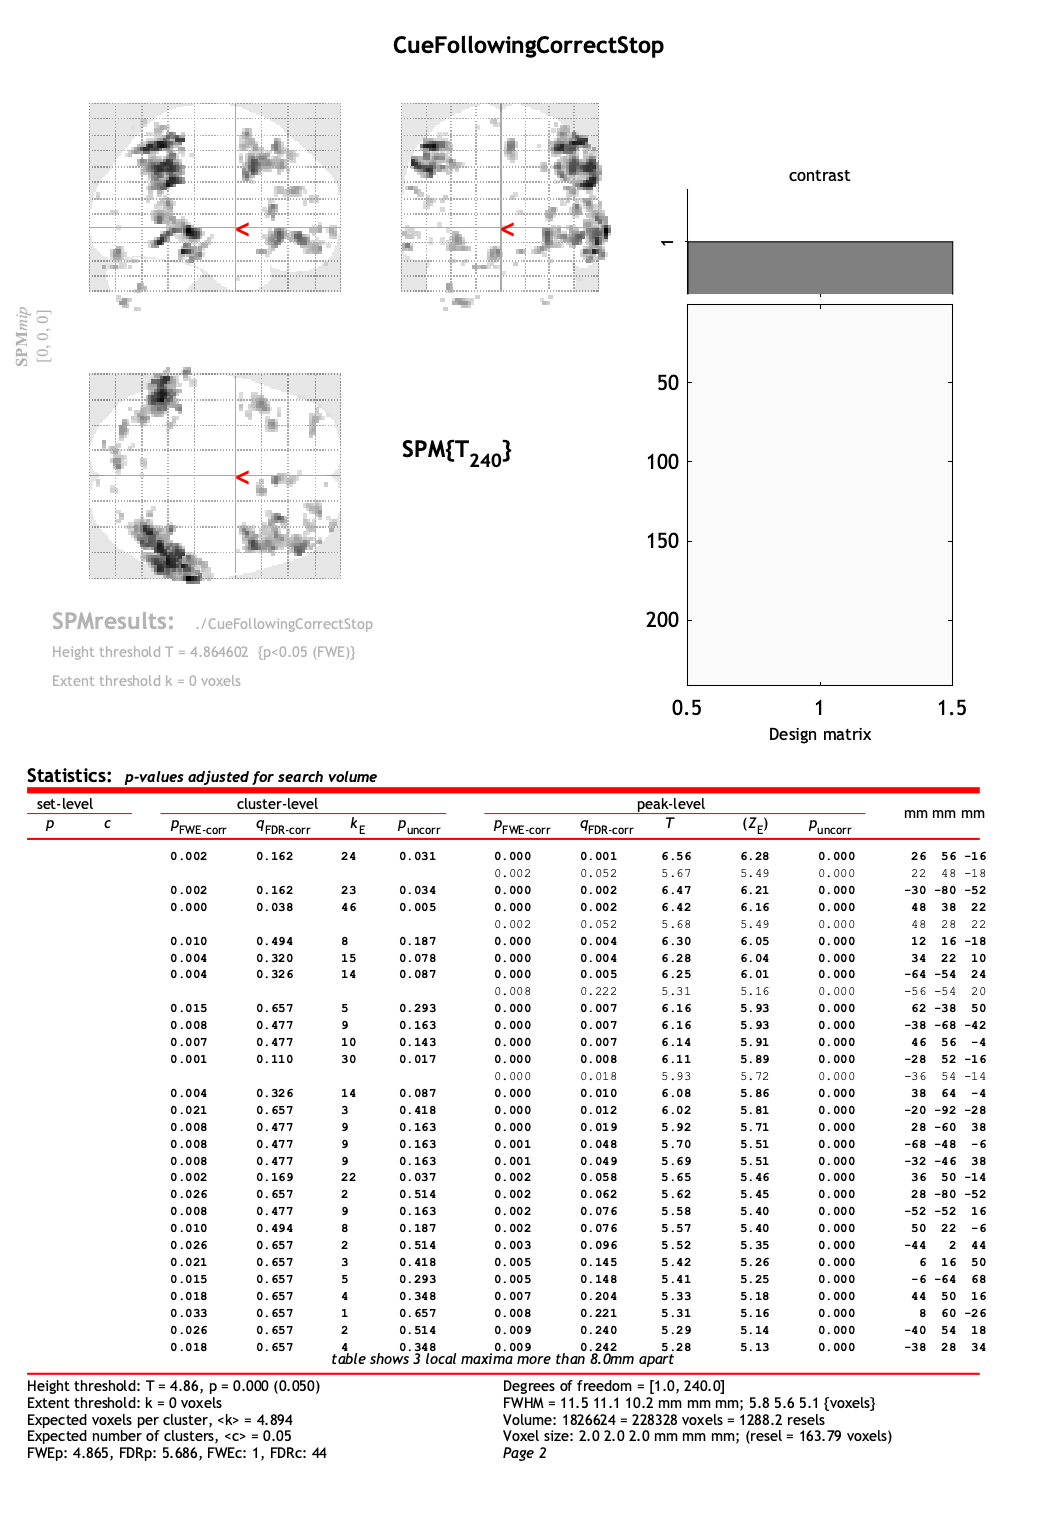 CueFollowingCorrectStop
SPMmip
[0, 0, 0]
<
<
<
SPM{T240}
contrast
1
50
100
150
200
0.5 1 1.5
Design matrix
SPMresults: ./CueFollowingCorrectStop
Height threshold T = 4.864602 {p<0.05 (FWE)}
Extent threshold k = 0 voxels
Statistics: p-values adjusted for search volume
set-level cluster-level peak-level
mm mm mm
p c pFWE-corr qFDR-corr kE puncorr pFWE-corr qFDR-corr T (ZE) puncorr
0.002 0.162 24 0.031 0.000 0.001 6.56 6.28 0.000 26 56 -16
0.002 0.052 5.67 5.49 0.000 22 48 -18
0.002 0.162 23 0.034 0.000 0.002 6.47 6.21 0.000 -30 -80 -52
0.000 0.038 46 0.005 0.000 0.002 6.42 6.16 0.000 48 38 22
0.002 0.052 5.68 5.49 0.000 48 28 22
0.010 0.494 8 0.187 0.000 0.004 6.30 6.05 0.000 12 16 -18
0.004 0.320 15 0.078 0.000 0.004 6.28 6.04 0.000 34 22 10
0.004 0.326 14 0.087 0.000 0.005 6.25 6.01 0.000 -64 -54 24
0.008 0.222 5.31 5.16 0.000 -56 -54 20
0.015 0.657 5 0.293 0.000 0.007 6.16 5.93 0.000 62 -38 50
0.008 0.477 9 0.163 0.000 0.007 6.16 5.93 0.000 -38 -68 -42
0.007 0.477 10 0.143 0.000 0.007 6.14 5.91 0.000 46 56 -4
0.001 0.110 30 0.017 0.000 0.008 6.11 5.89 0.000 -28 52 -16
0.000 0.018 5.93 5.72 0.000 -36 54 -14
0.004 0.326 14 0.087 0.000 0.010 6.08 5.86 0.000 38 64 -4
0.021 0.657 3 0.418 0.000 0.012 6.02 5.81 0.000 -20 -92 -28
0.008 0.477 9 0.163 0.000 0.019 5.92 5.71 0.000 28 -60 38
0.008 0.477 9 0.163 0.001 0.048 5.70 5.51 0.000 -68 -48 -6
0.008 0.477 9 0.163 0.001 0.049 5.69 5.51 0.000 -32 -46 38
0.002 0.169 22 0.037 0.002 0.058 5.65 5.46 0.000 36 50 -14
0.026 0.657 2 0.514 0.002 0.062 5.62 5.45 0.000 28 -80 -52
0.008 0.477 9 0.163 0.002 0.076 5.58 5.40 0.000 -52 -52 16
0.010 0.494 8 0.187 0.002 0.076 5.57 5.40 0.000 50 22 -6
0.026 0.657 2 0.514 0.003 0.096 5.52 5.35 0.000 -44 2 44
0.021 0.657 3 0.418 0.005 0.145 5.42 5.26 0.000 6 16 50
0.015 0.657 5 0.293 0.005 0.148 5.41 5.25 0.000 -6 -64 68
0.018 0.657 4 0.348 0.007 0.204 5.33 5.18 0.000 44 50 16
0.033 0.657 1 0.657 0.008 0.221 5.31 5.16 0.000 8 60 -26
0.026 0.657 2 0.514 0.009 0.240 5.29 5.14 0.000 -40 54 18
0.018 0.657 4 0.348 0.009 0.242 5.28 5.13 0.000 -38 28 34
table shows 3 local maxima more than 8.0mm apart
Height threshold: T = 4.86, p = 0.000 (0.050)
Extent threshold: k = 0 voxels
Expected voxels per cluster, <k> = 4.894
Expected number of clusters, <c> = 0.05
FWEp: 4.865, FDRp: 5.686, FWEc: 1, FDRc: 44
Degrees of freedom = [1.0, 240.0]
FWHM = 11.5 11.1 10.2 mm mm mm; 5.8 5.6 5.1 {voxels}
Volume: 1826624 = 228328 voxels = 1288.2 resels
Voxel size: 2.0 2.0 2.0 mm mm mm; (resel = 163.79 voxels)
Page 2